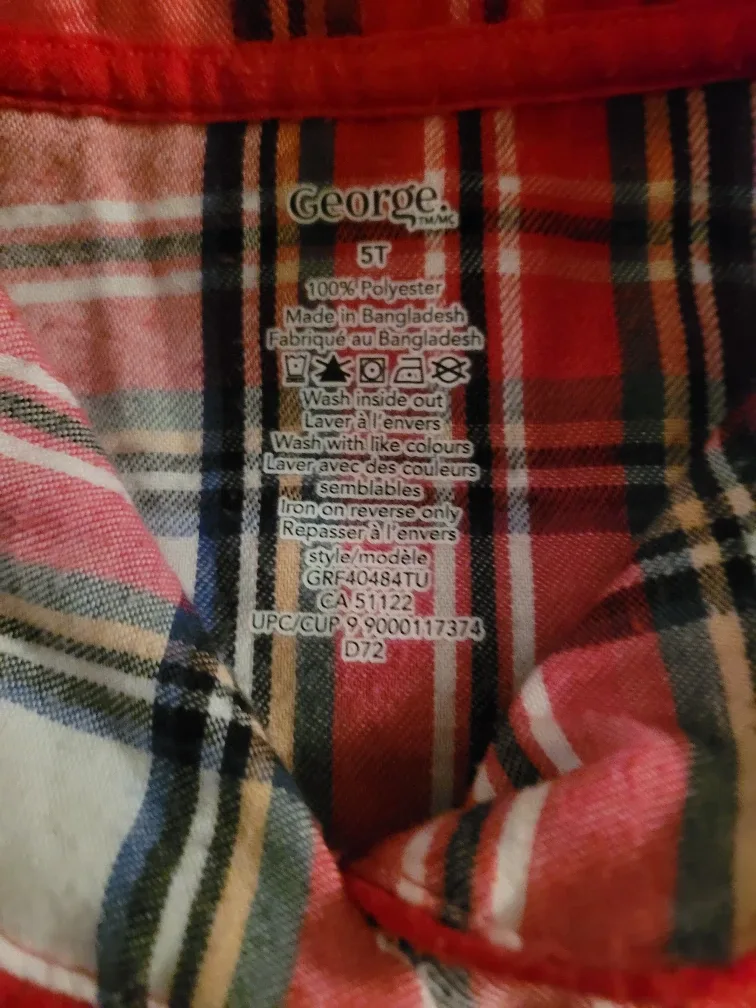 George.
TM/MC
5T
100% Polyester
Made in Bangladesh
Fabriqué au Bangladesh
Wash inside out
Laver à l'envers
Wash with like colours
Laver avec des couleurs
semblables
Iron on reverse only
Repasser à l'envers
style/modèle
GRF40484TU
CA 51122
UPC/CUP 9 9000117374
D72